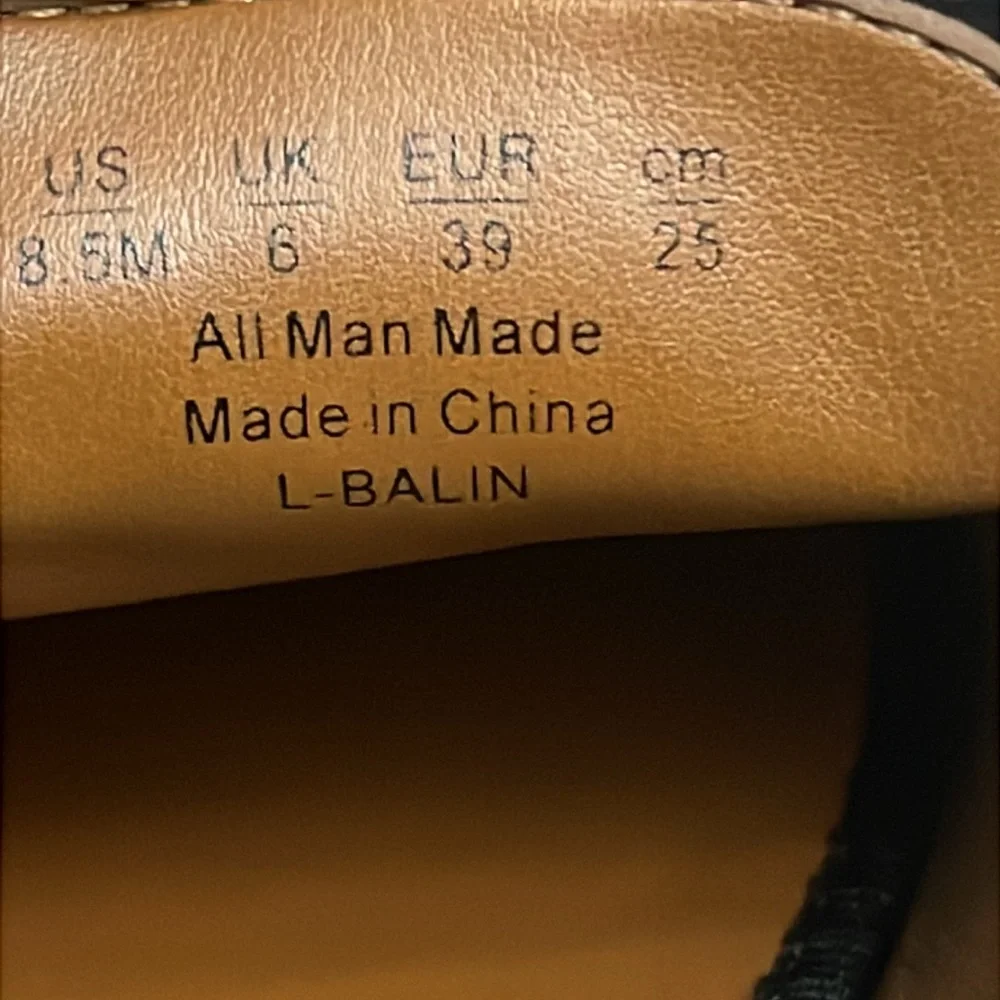 US UK EUR cm
8.5M 6 39 25
All Man Made
Made in China
L-BALIN